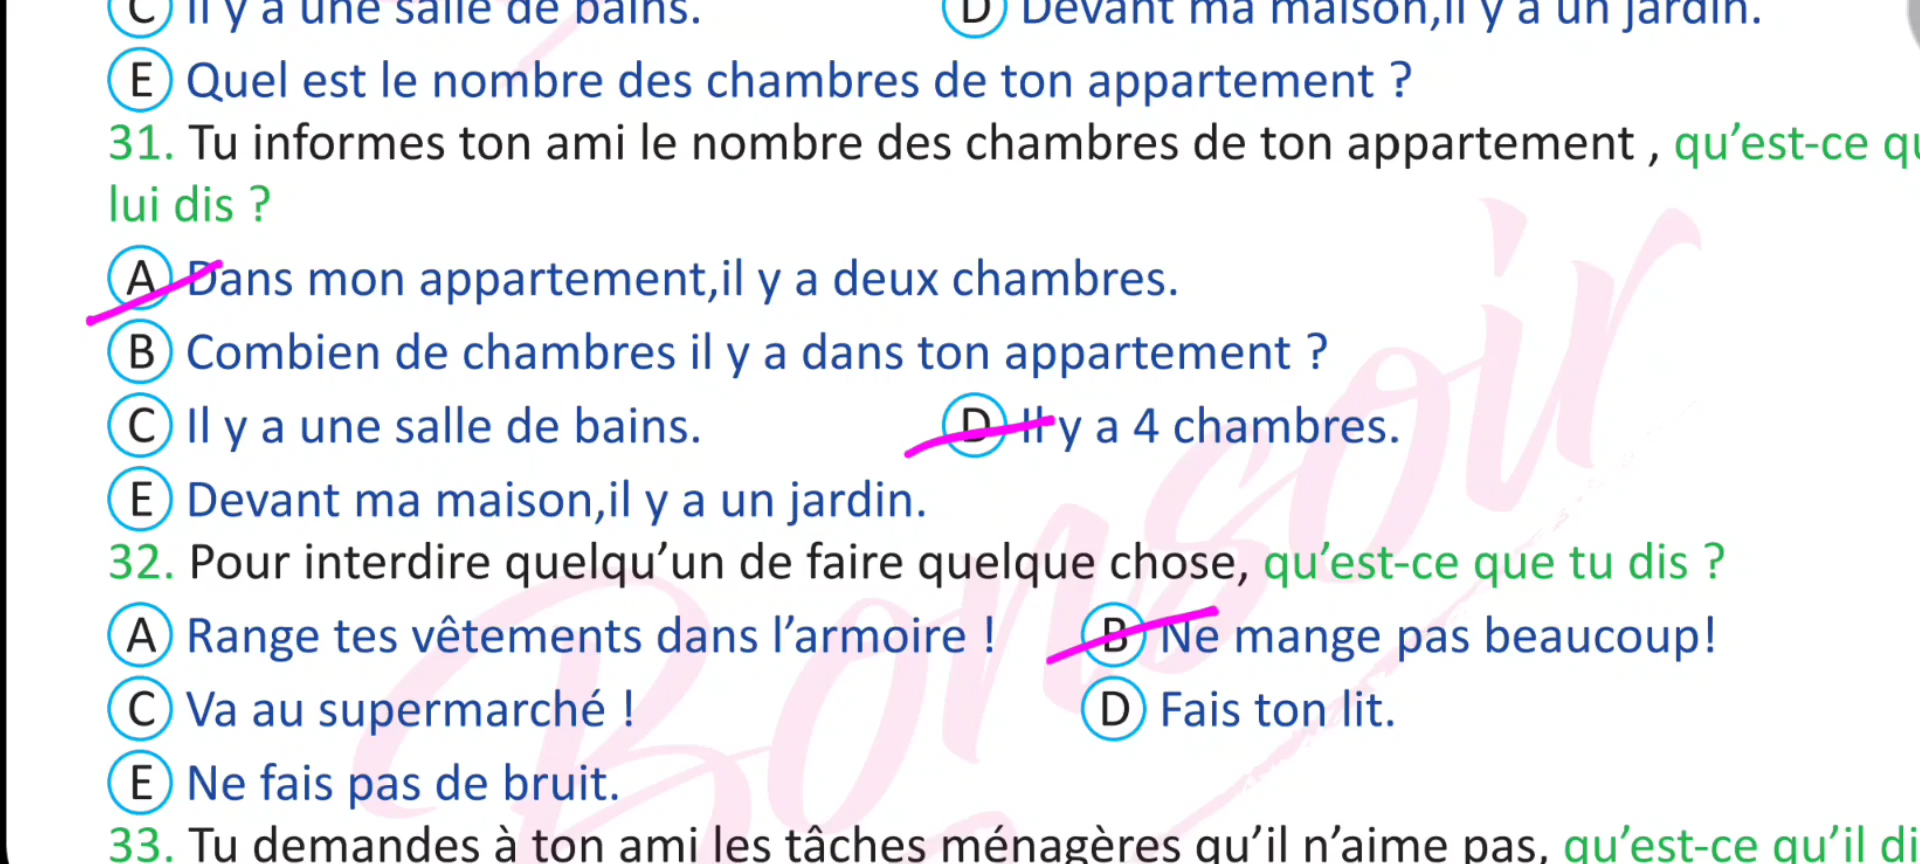 C Il y a une salle de bains. D Devant ma maison,il y a un jardin.
E Quel est le nombre des chambres de ton appartement ?
31. Tu informes ton ami le nombre des chambres de ton appartement , qu’est-ce
lui dis ?
A Dans mon appartement,il y a deux chambres.
B Combien de chambres il y a dans ton appartement ?
C Il y a une salle de bains. D Il y a 4 chambres.
E Devant ma maison,il y a un jardin.
32. Pour interdire quelqu’un de faire quelque chose, qu’est-ce que tu dis ?
A Range tes vêtements dans l’armoire ! B Ne mange pas beaucoup!
C Va au supermarché ! D Fais ton lit.
E Ne fais pas de bruit.
33. Tu demandes à ton ami les tâches ménagères qu’il n’aime pas, qu’est-ce qu’il
Bonsoir